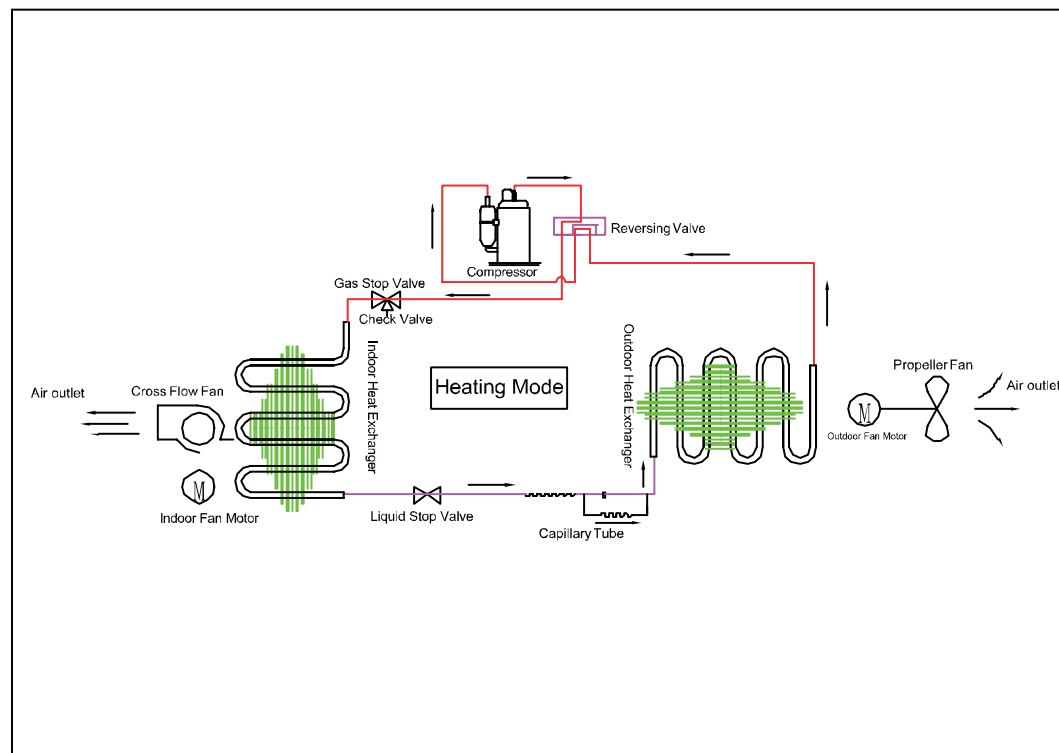 Reversing Valve
Compressor
Gas Stop Valve
Check Valve
Indoor Heat Exchanger
Outdoor Heat Exchanger
Heating Mode
Propeller Fan
Air outlet
Cross Flow Fan
Air outlet
M
Outdoor Fan Motor
M
Indoor Fan Motor
Liquid Stop Valve
Capillary Tube